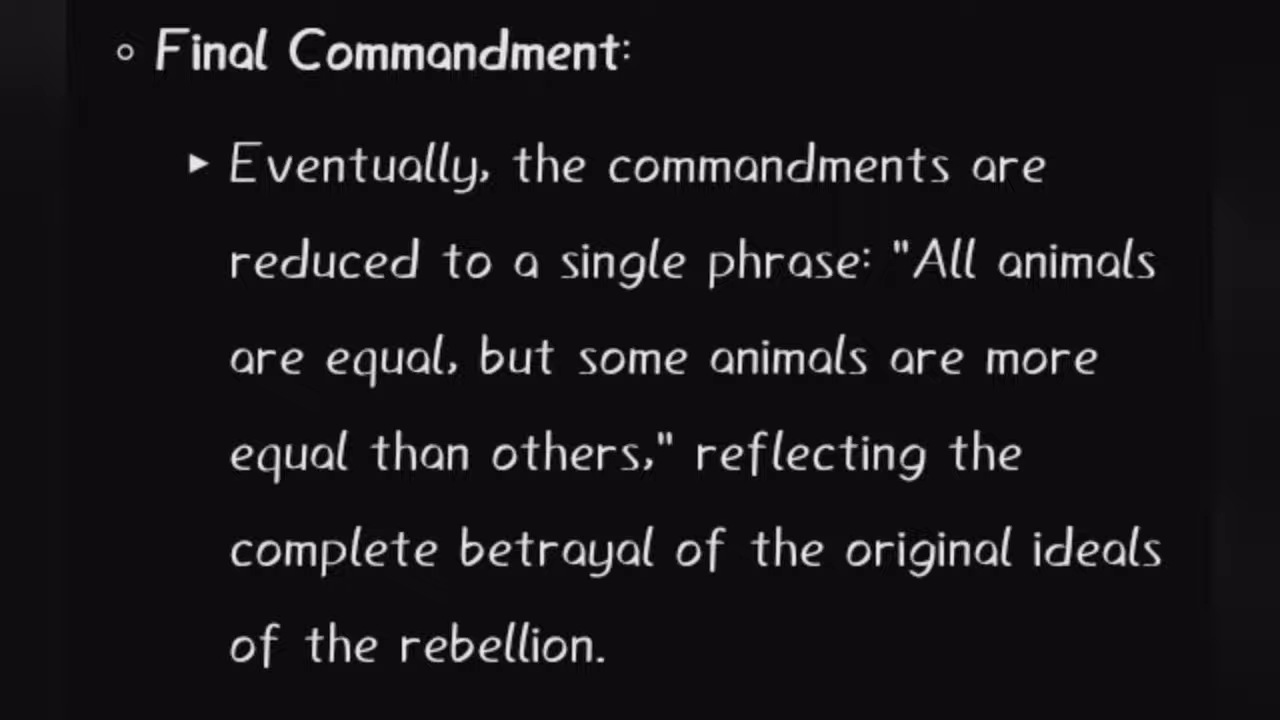 ◦ Final Commandment:
▸ Eventually, the commandments are
reduced to a single phrase: "All animals
are equal, but some animals are more
equal than others," reflecting the
complete betrayal of the original ideals
of the rebellion.